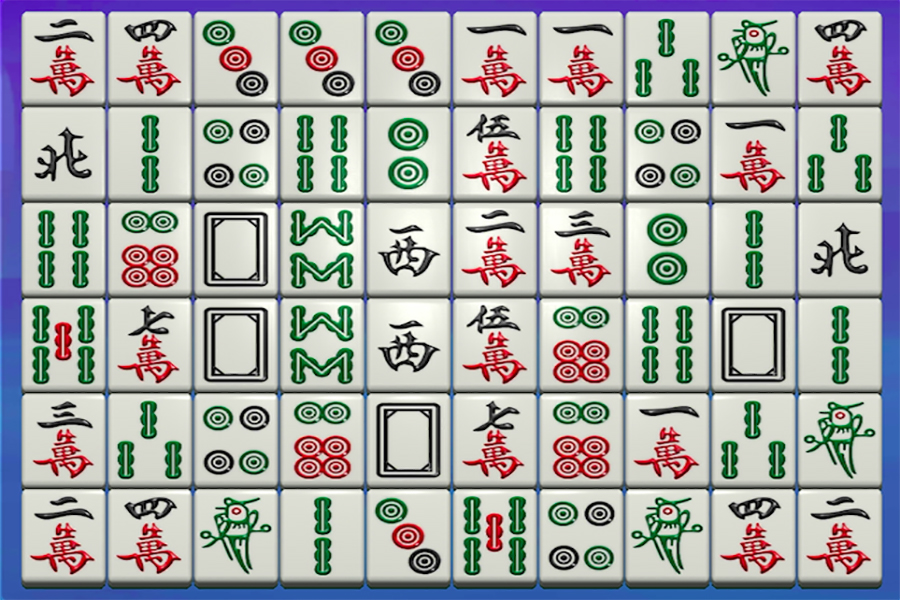 二萬 四萬 一萬 一萬 四萬
北 伍萬 一萬
西 二萬 三萬 北
七萬 西 伍萬
三萬 七萬 一萬
二萬 四萬 四萬 二萬